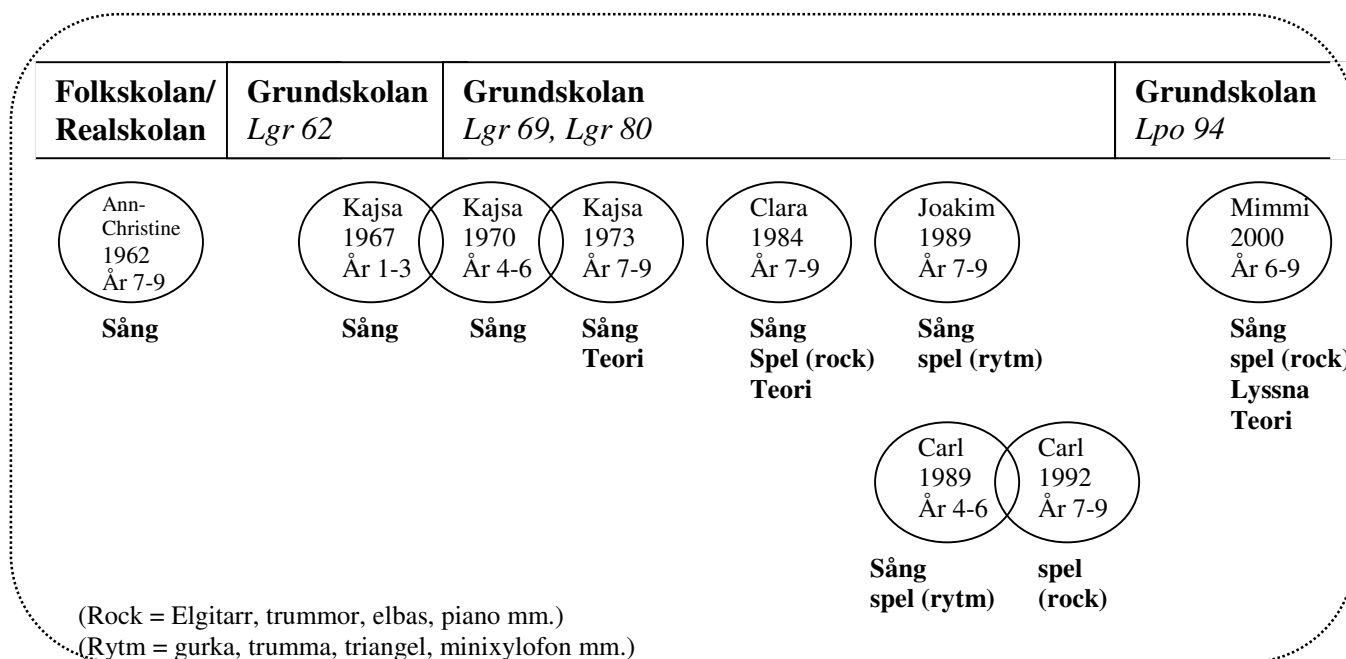 Folkskolan/
Realskolan
Grundskolan
Lgr 62
Grundskolan
Lgr 69, Lgr 80
Grundskolan
Lpo 94
Ann-
Christine
1962
År 7-9
Sång
Kajsa
1967
År 1-3
Sång
Kajsa
1970
År 4-6
Sång
Kajsa
1973
År 7-9
Sång
Teori
Clara
1984
År 7-9
Sång
Spel (rock)
Teori
Joakim
1989
År 7-9
Sång
spel (rytm)
Mimmi
2000
År 6-9
Sång
spel (rock)
Lyssna
Teori
Carl
1989
År 4-6
Sång
spel (rytm)
Carl
1992
År 7-9
spel
(rock)
(Rock = Elgitarr, trummor, elbas, piano mm.)
(Rytm = gurka, trumma, triangel, minixylofon mm.)